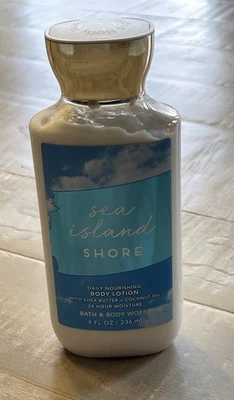 sea
island
SHORE
DAILY NOURISHING
BODY LOTION
WITH SHEA BUTTER + COCONUT OIL
24 HOUR MOISTURE
BATH & BODY WORKS
8 FL OZ / 236 mL